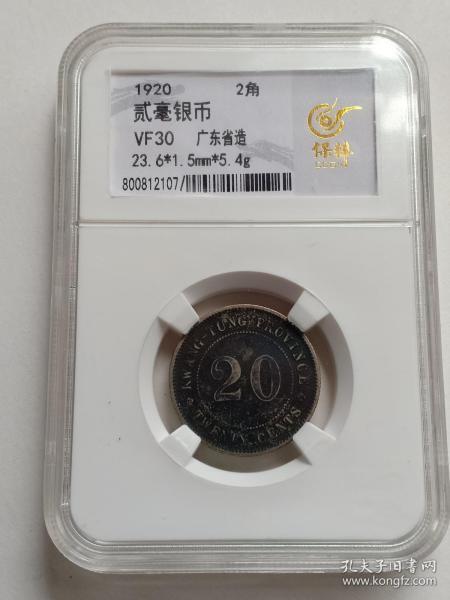 1920 2角
贰毫银币
VF30 广东省造
23.6*1.5mm*5.4g
800812107/
保粹
KWANG-TUNG PROVINCE
20
TWENTY CENTS
孔夫子旧书网
www.kongfz.com